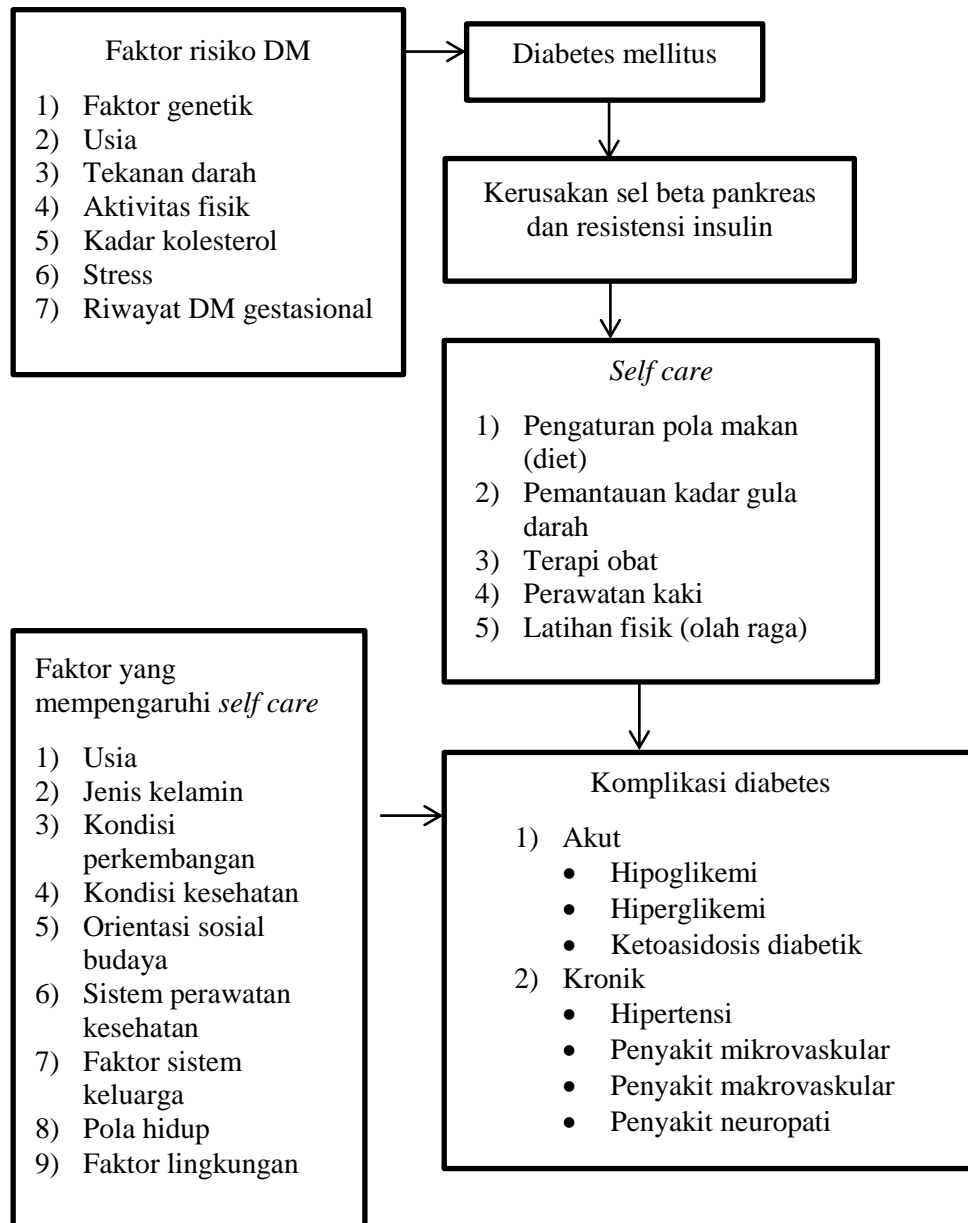 Faktor risiko DM
1) Faktor genetik
2) Usia
3) Tekanan darah
4) Aktivitas fisik
5) Kadar kolesterol
6) Stress
7) Riwayat DM gestasional
Diabetes mellitus
Kerusakan sel beta pankreas
dan resistensi insulin
Self care
1) Pengaturan pola makan
(diet)
2) Pemantauan kadar gula
darah
3) Terapi obat
4) Perawatan kaki
5) Latihan fisik (olah raga)
Faktor yang
mempengaruhi self care
1) Usia
2) Jenis kelamin
3) Kondisi
perkembangan
4) Kondisi kesehatan
5) Orientasi sosial
budaya
6) Sistem perawatan
kesehatan
7) Faktor sistem
keluarga
8) Pola hidup
9) Faktor lingkungan
Komplikasi diabetes
1) Akut
• Hipoglikemi
• Hiperglikemi
• Ketoasidosis diabetik
2) Kronik
• Hipertensi
• Penyakit mikrovaskular
• Penyakit makrovaskular
• Penyakit neuropati